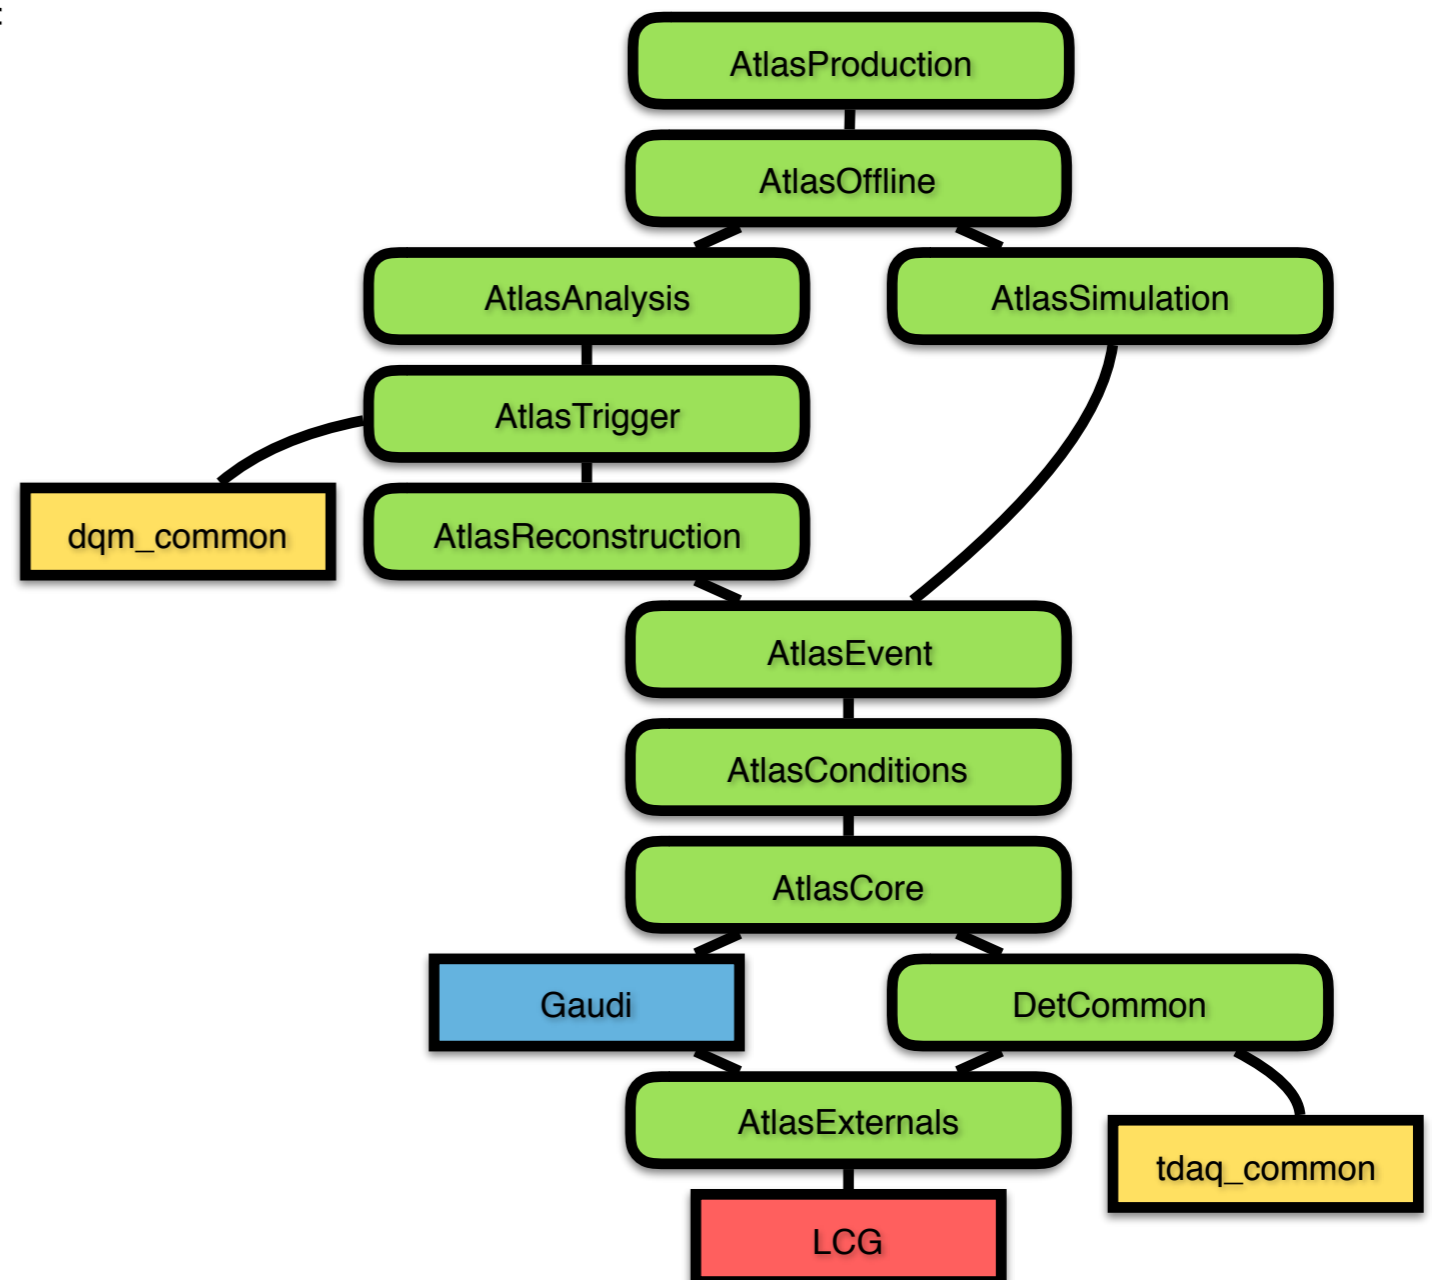 AtlasProduction
AtlasOffline
AtlasAnalysis
AtlasSimulation
AtlasTrigger
dqm_common
AtlasReconstruction
AtlasEvent
AtlasConditions
AtlasCore
Gaudi
DetCommon
AtlasExternals
tdaq_common
LCG